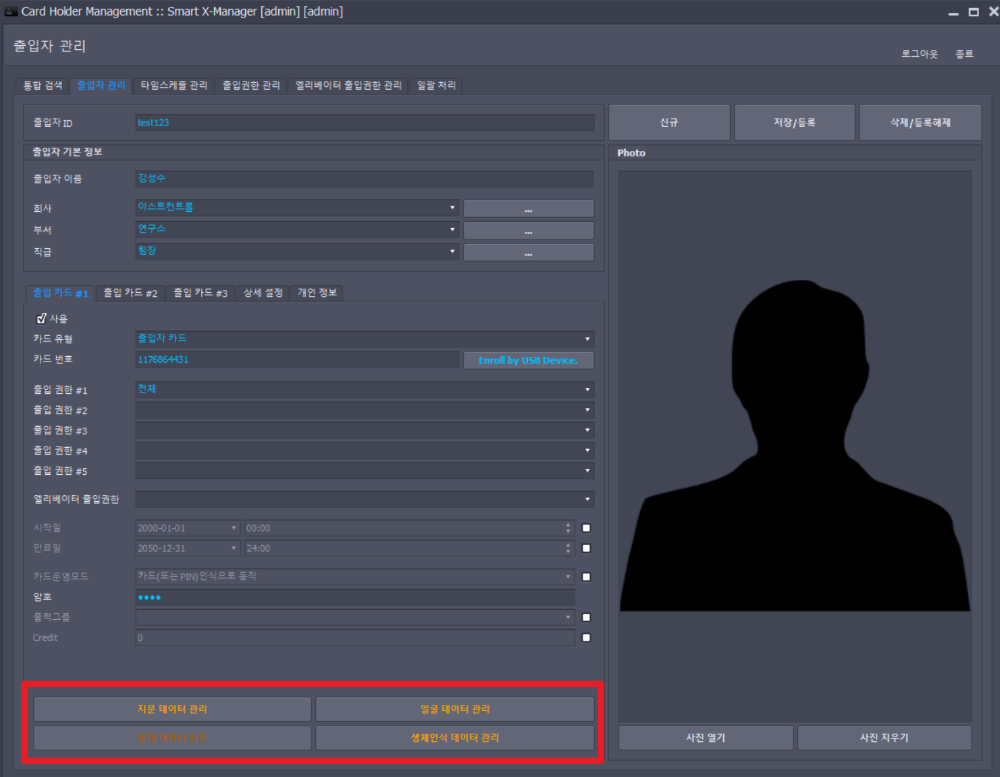 Card Holder Management :: Smart X-Manager [admin] [admin]
출입자 관리
로그아웃 종료
통합 검색 출입자 관리 타임스케쥴 관리 출입권한 관리 엘리베이터 출입권한 관리 일괄 처리
출입자 ID test123 신규 저장/등록 삭제/등록해제
출입자 기본 정보 Photo
출입자 이름 김성수
회사 이스트컨트롤 ...
부서 연구소 ...
직급 팀장 ...
출입 카드 #1 출입 카드 #2 출입 카드 #3 상세 설정 개인 정보
사용
카드 유형 출입자 카드
카드 번호 1176864431 Enroll by USB Device.
출입 권한 #1 전체
출입 권한 #2
출입 권한 #3
출입 권한 #4
출입 권한 #5
엘리베이터 출입권한
시작일 2000-01-01 00:00
만료일 2050-12-31 24:00
카드운영모드 카드(또는 PIN)인식으로 동작
암호 ●●●●
출력그룹
Credit 0
지문 데이터 관리 얼굴 데이터 관리
홍채 데이터 관리 생체인식 데이터 관리 사진 열기 사진 지우기